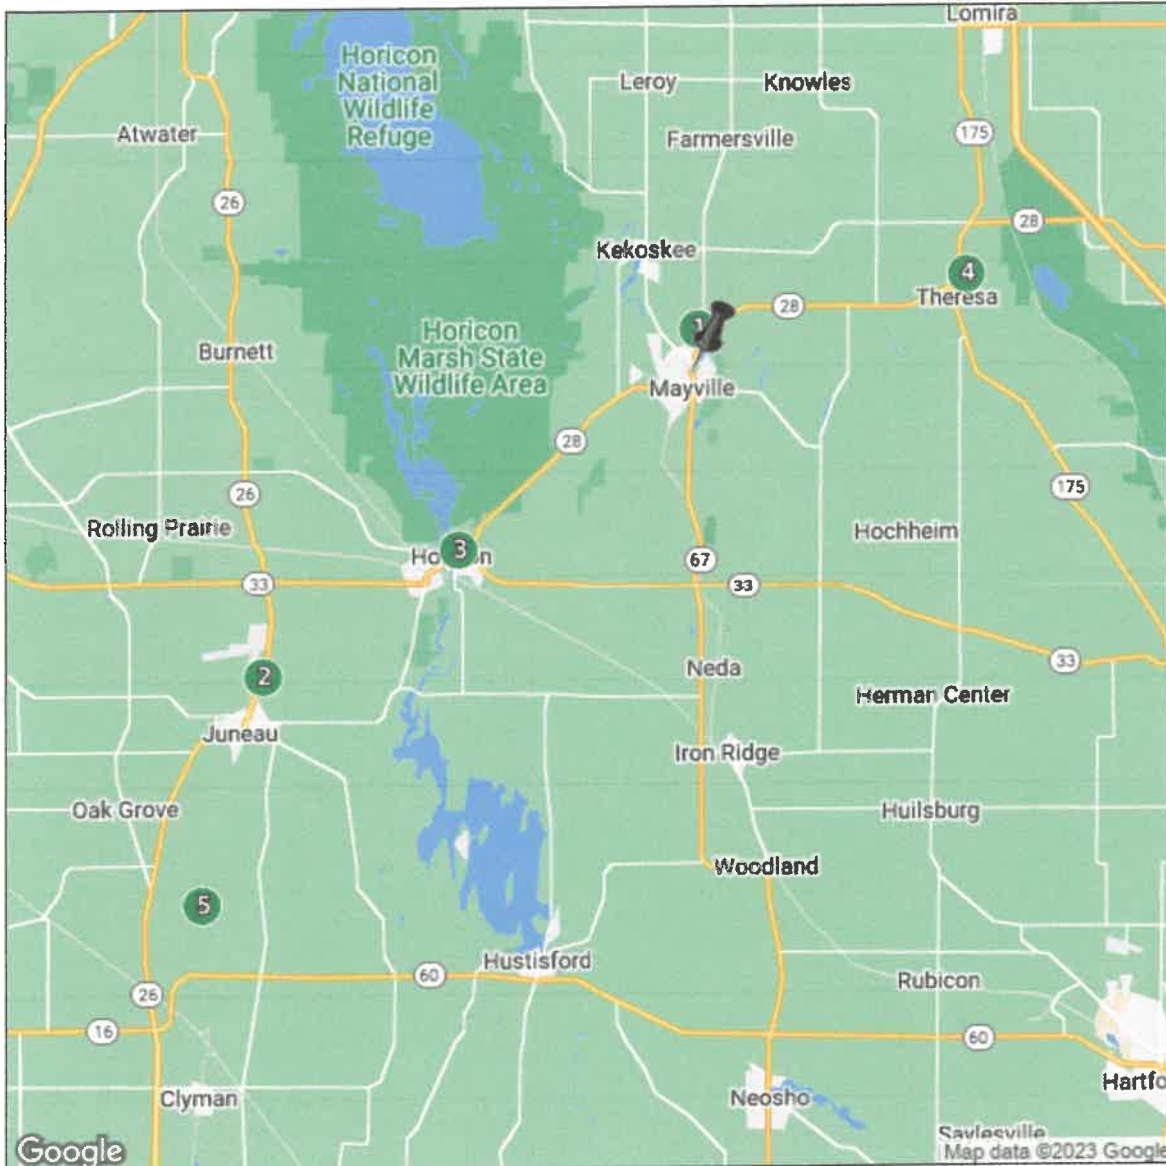 Lomira
Horicon
National
Wildlife
Refuge
Leroy
Knowles
Atwater
Farmersville
175
26
28
Kekoskee
4
Theresa
28
1
Horicon
Marsh State
Wildlife Area
Burnett
Mayville
28
26
175
Rolling Prairie
Hochheim
3
67
33
33
Neda
33
2
Herman Center
Juneau
Iron Ridge
Oak Grove
Huilsburg
Woodland
5
Hustisford
60
Rubicon
26
16
60
Hartfo
Clyman
Neosho
Saylesville
Google
Map data ©2023 Google